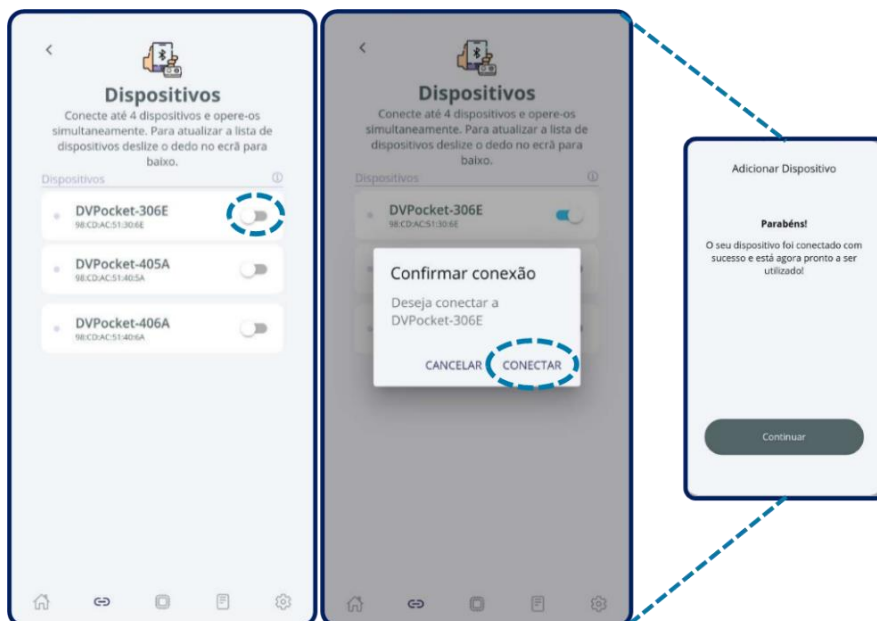 Dispositivos
Conecte até 4 dispositivos e opere-os
simultaneamente. Para atualizar a lista de
dispositivos deslize o dedo no ecrã para
baixo.
Dispositivos
DVPocket-306E
98:CD:AC:51:30:6E
DVPocket-405A
98:CD:AC:51:40:5A
DVPocket-406A
98:CD:AC:51:40:6A
Dispositivos
Conecte até 4 dispositivos e opere-os
simultaneamente. Para atualizar a lista de
dispositivos deslize o dedo no ecrã para
baixo.
Dispositivos
DVPocket-306E
98:CD:AC:51:30:6E
Confirmar conexão
Deseja conectar a
DVPocket-306E
CANCELAR CONECTAR
Adicionar Dispositivo
Parabéns!
O seu dispositivo foi conectado com
sucesso e está agora pronto a ser
utilizado!
Continuar